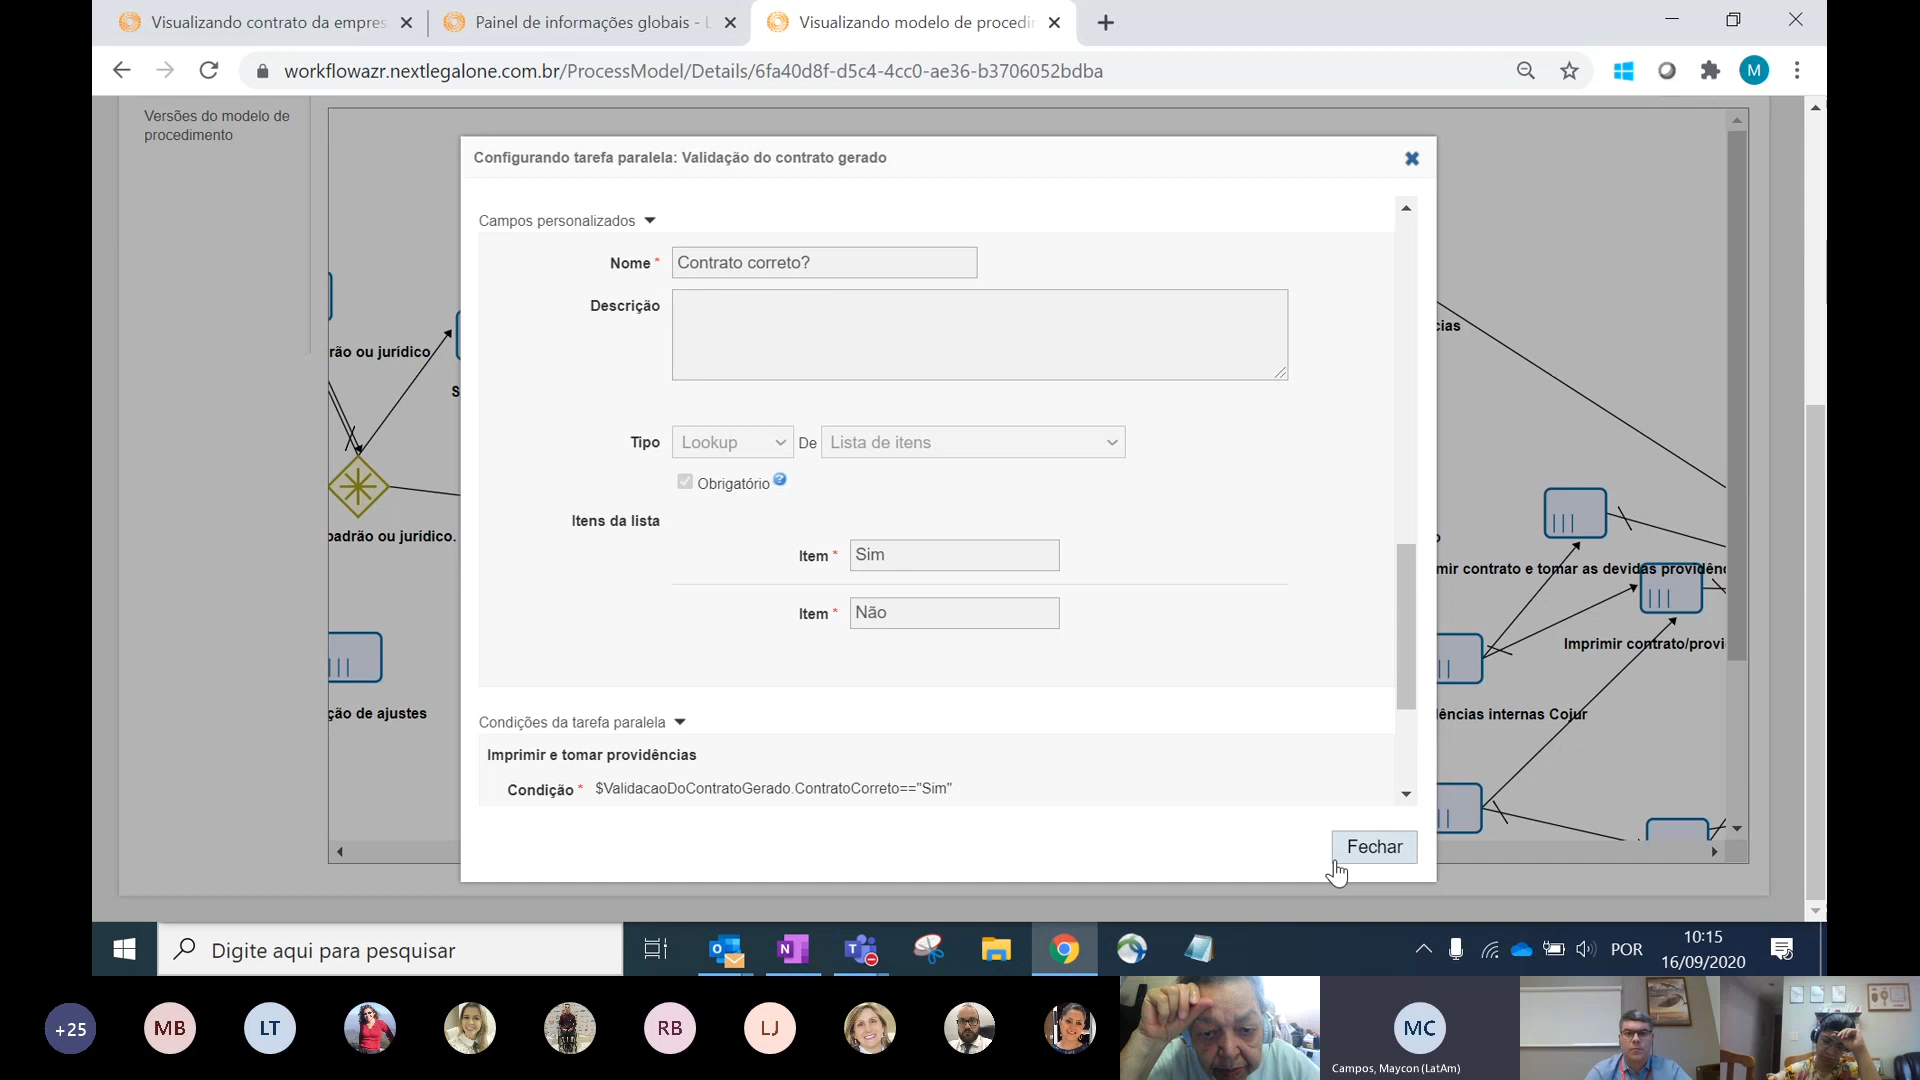 Visualizando contrato da empres
Painel de informações globais - L
Visualizando modelo de procedi
workflowazr.nextlegalone.com.br/ProcessModel/Details/6fa40d8f-d5c4-4cc0-ae36-b3706052bdba
M
Versões do modelo de
procedimento
Configurando tarefa paralela: Validação do contrato gerado
Campos personalizados
Nome *
Contrato correto?
Descrição
Tipo
Lookup
De
Lista de itens
Obrigatório
Itens da lista
Item *
Sim
Item *
Não
Condições da tarefa paralela
Imprimir e tomar providências
Condição *
$ValidacaoDoContratoGerado.ContratoCorreto=="Sim"
Fechar
rão ou jurídico
S
padrão ou jurídico.
ção de ajustes
cias
o
mir contrato e tomar as devidas providênc
Imprimir contrato/provi
lências internas Cojur
Digite aqui para pesquisar
POR
10:15
16/09/2020
+25
MB
LT
RB
LJ
MC
Campos, Maycon (LatAm)